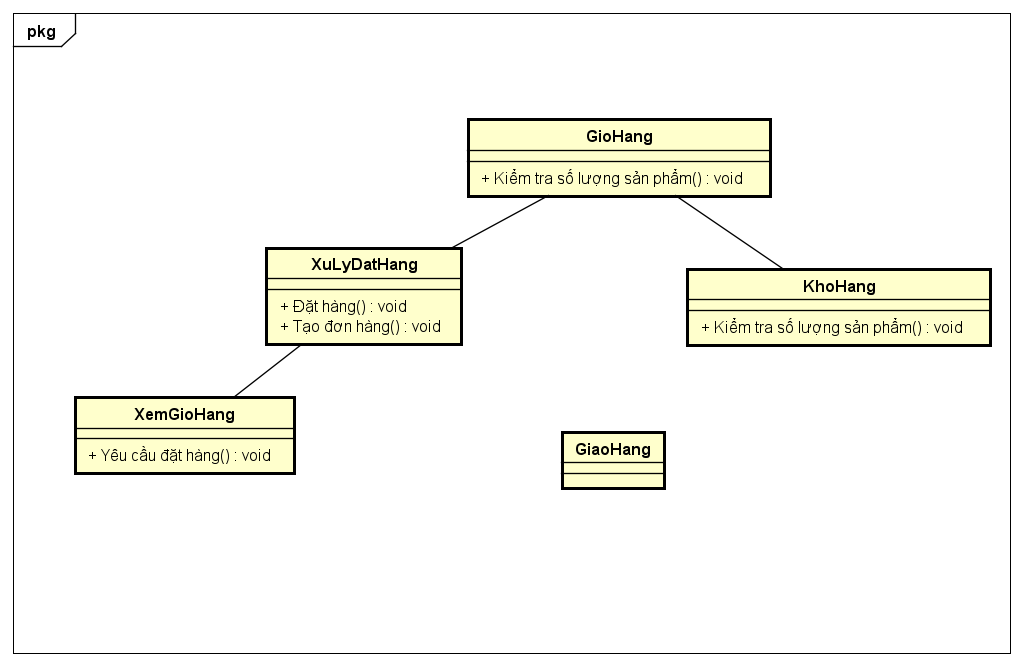 pkg
GioHang
+ Kiểm tra số lượng sản phẩm() : void
XuLyDatHang
+ Đặt hàng() : void
+ Tạo đơn hàng() : void
KhoHang
+ Kiểm tra số lượng sản phẩm() : void
XemGioHang
+ Yêu cầu đặt hàng() : void
GiaoHang